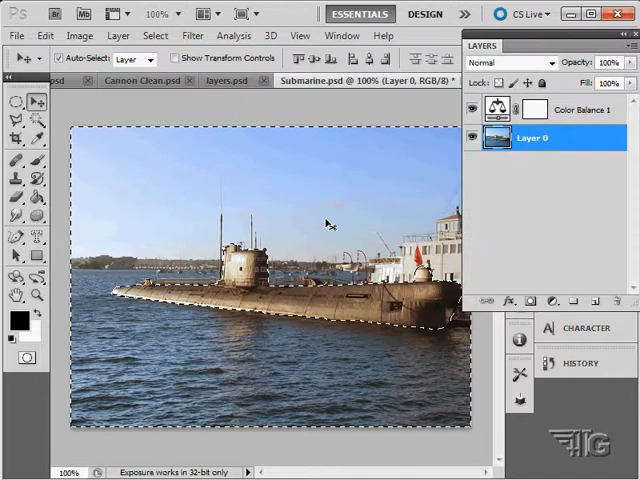 Ps Br Mb 100% ESSENTIALS DESIGN CS Live
File Edit Image Layer Select Filter Analysis 3D View Window
Auto-Select: Layer Show Transform Controls
psd Cannon Clean.psd layers.psd Submarine.psd @ 100% (Layer 0, RGB/8) *
LAYERS
Normal Opacity: 100%
Lock: Fill: 100%
Color Balance 1
Layer 0
fx
CHARACTER
HISTORY
100% Exposure works in 32-bit only